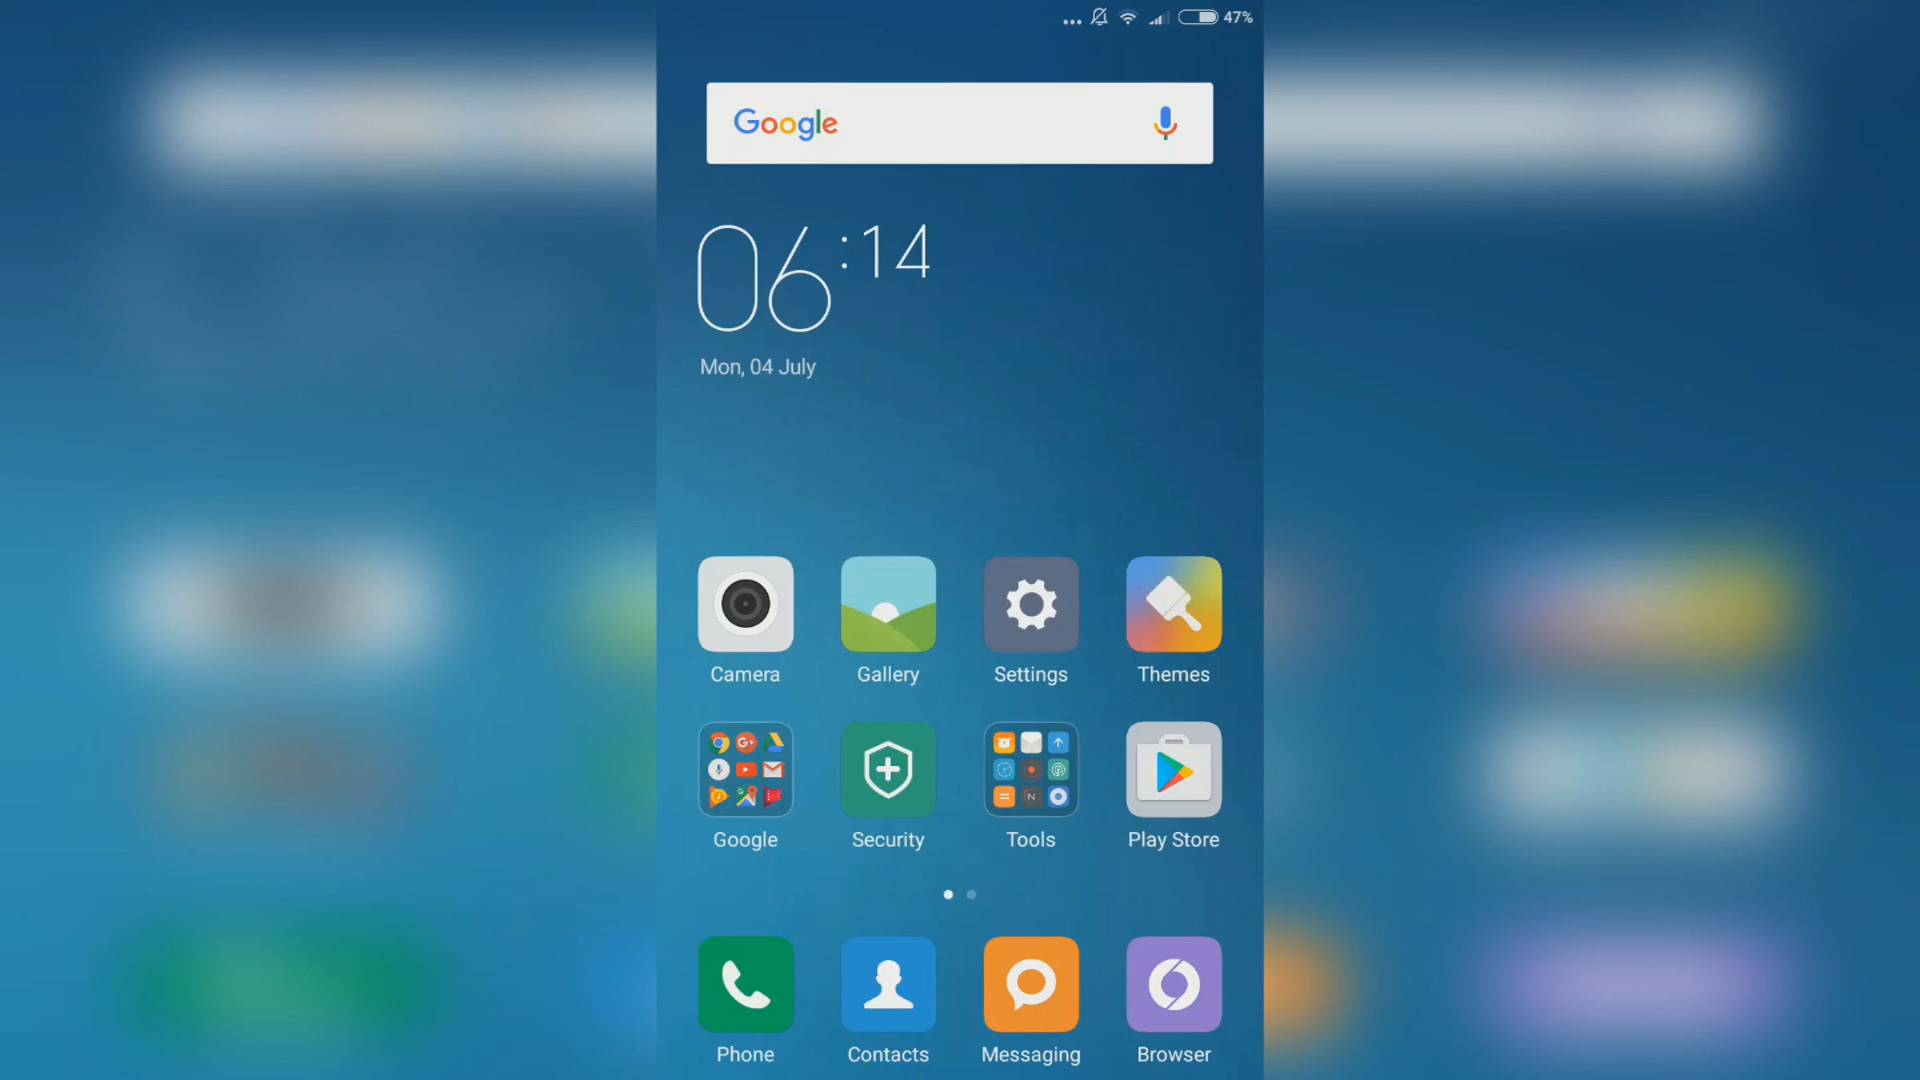 47%
Google
06:14
Mon, 04 July
Camera Gallery Settings Themes
Google Security Tools Play Store
Phone Contacts Messaging Browser